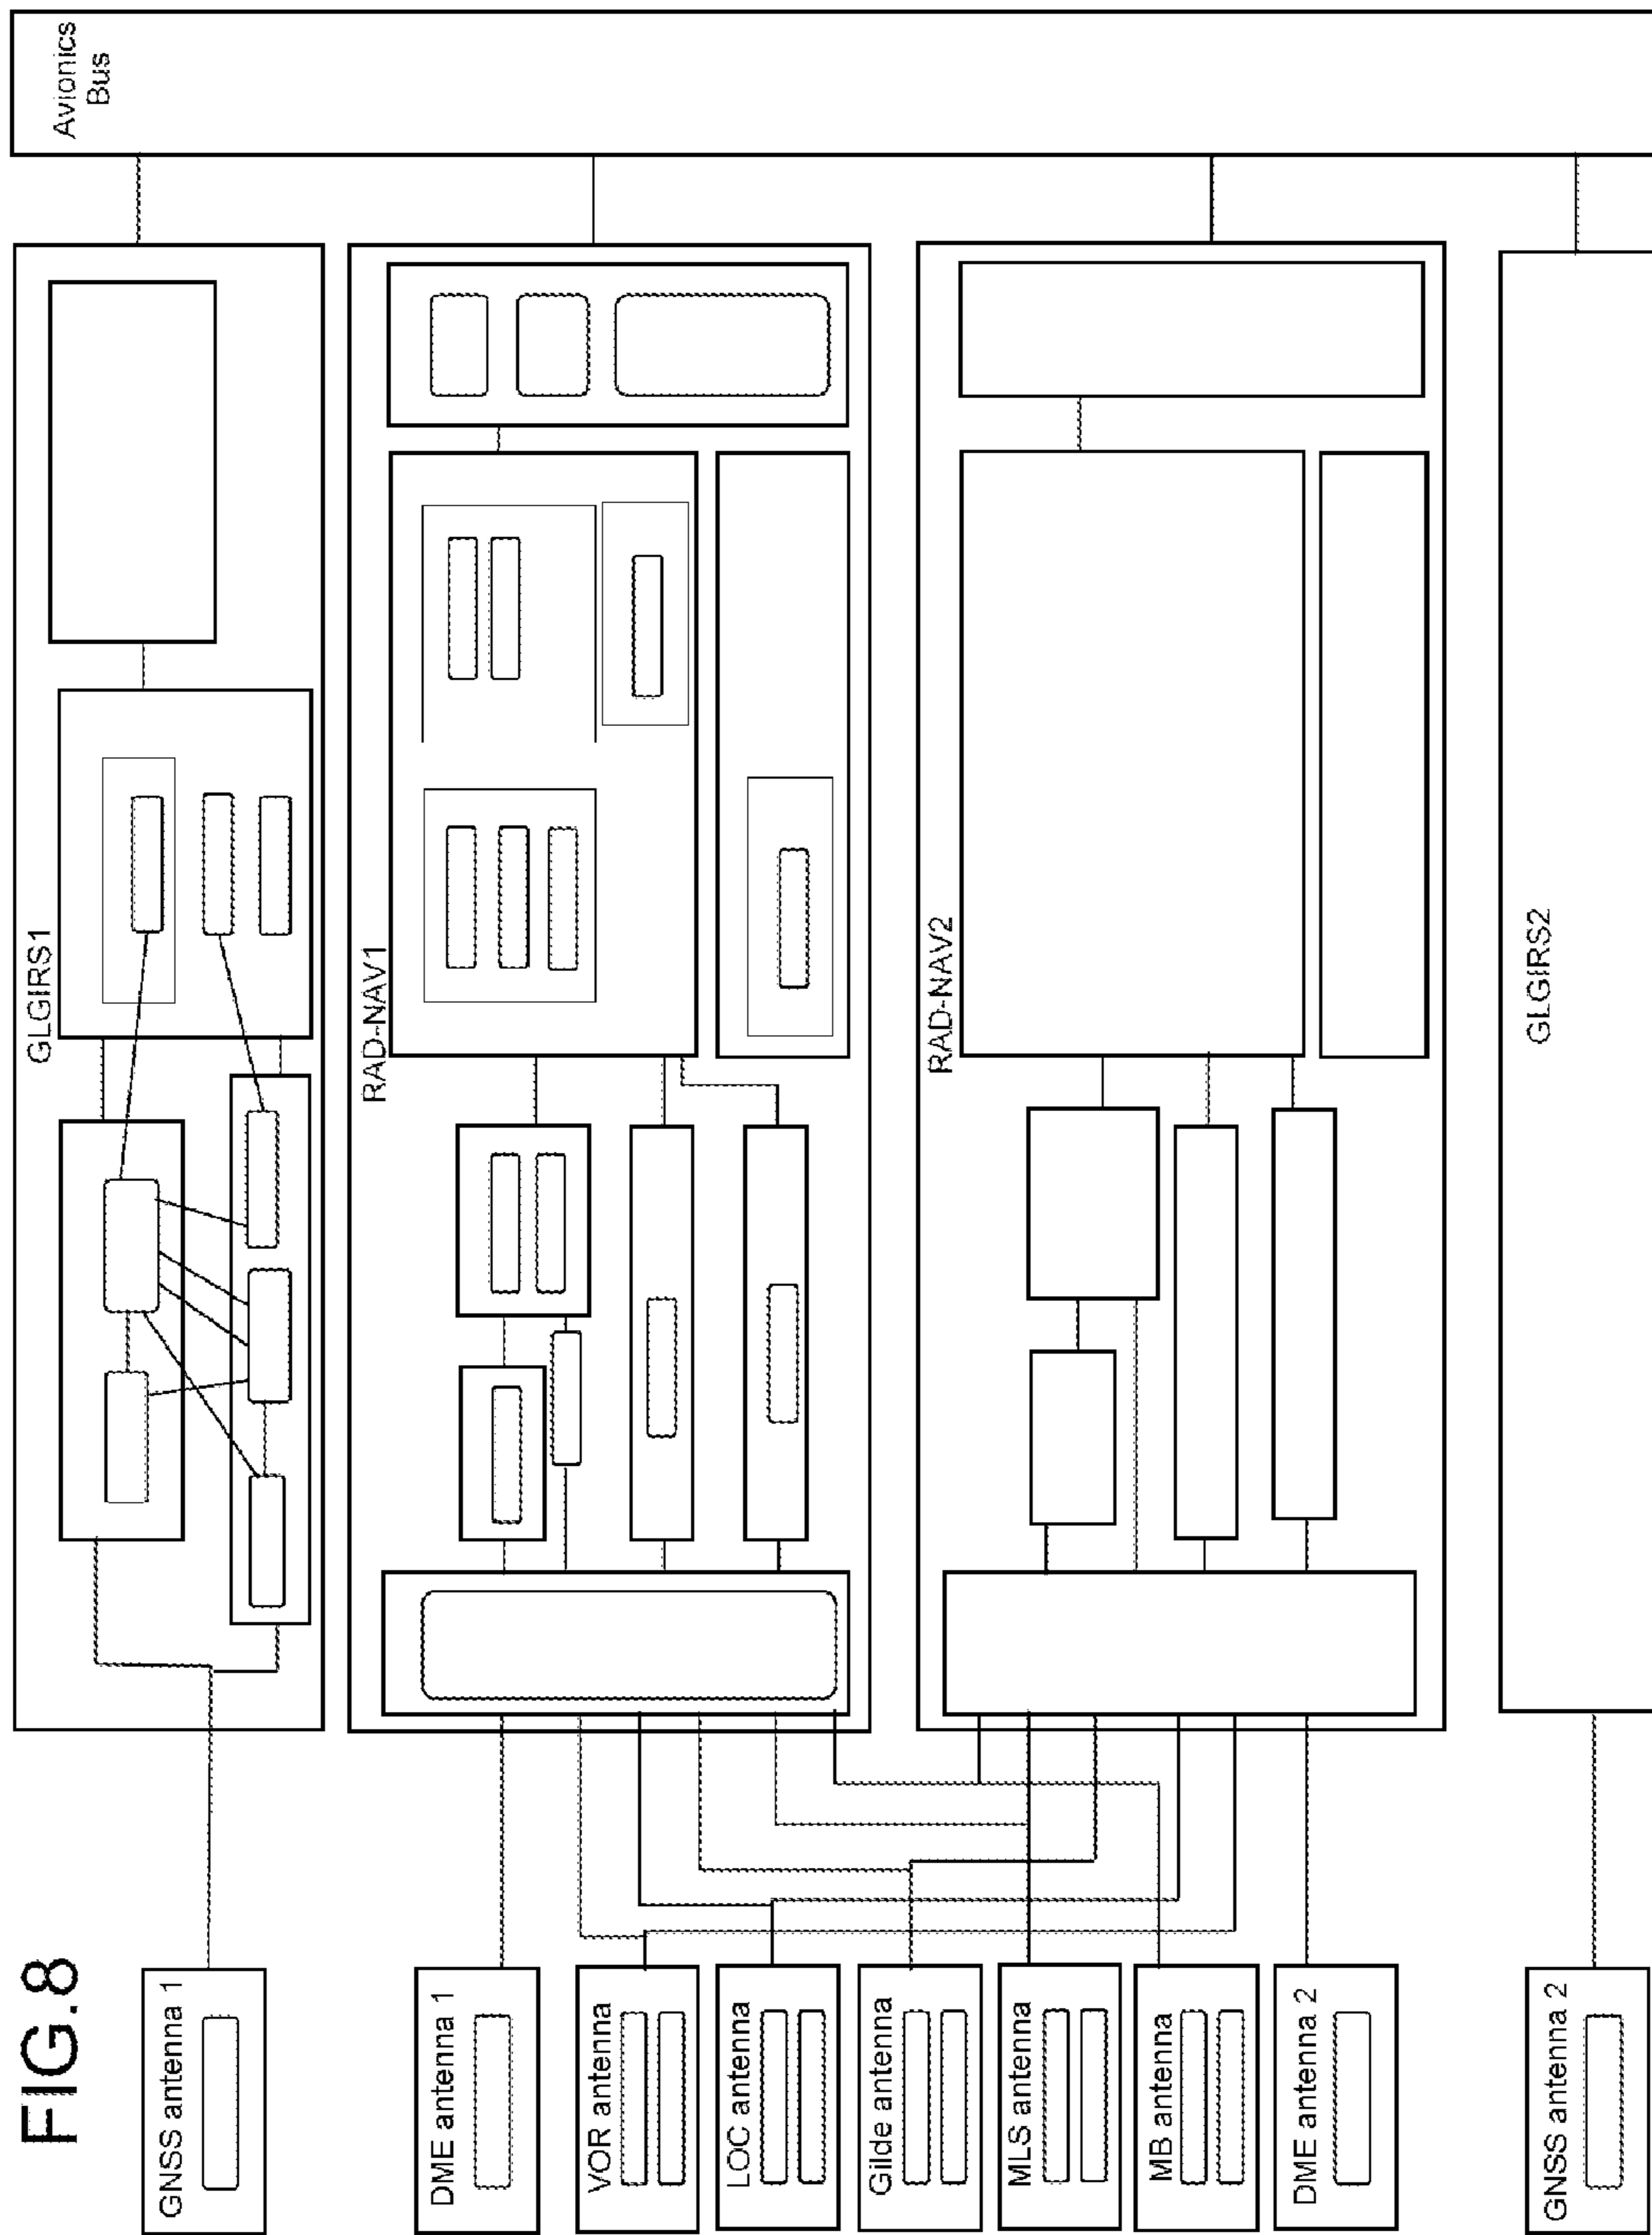 FIG.8
GNSS antenna 1
DME antenna 1
VOR antenna
LOC antenna
Gilde antenna
MLS antenna
MB antenna
DME antenna 2
GNSS antenna 2
GLGIRS1
RAD-NAV1
RAD-NAV2
GLGIRS2
Avionics
Bus